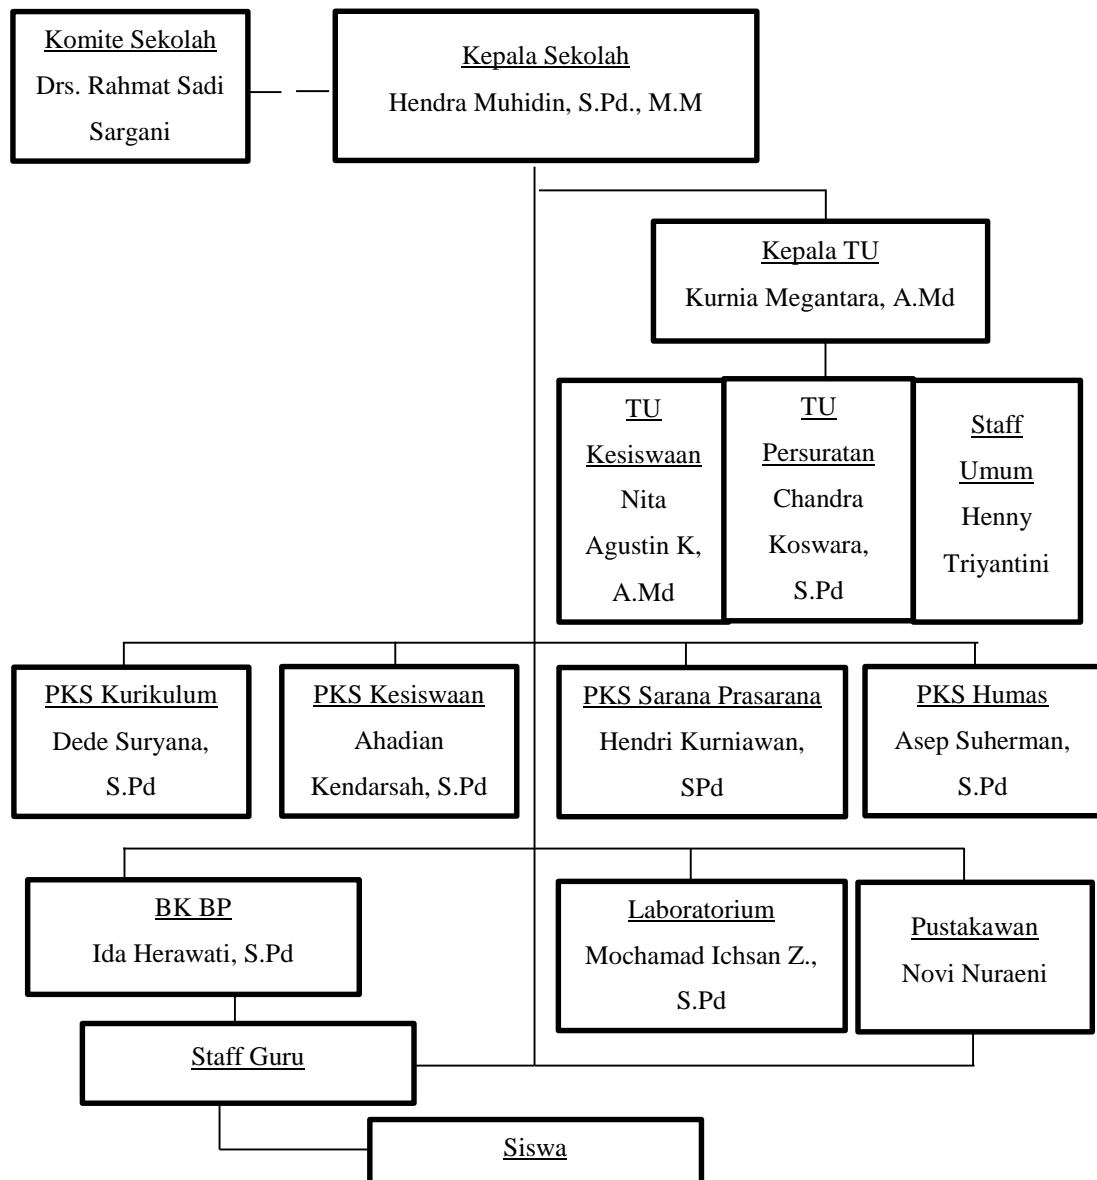 Komite Sekolah
Drs. Rahmat Sadi
Sargani
Kepala Sekolah
Hendra Muhidin, S.Pd., M.M
Kepala TU
Kurnia Megantara, A.Md
TU
Kesiswaan
Nita
Agustin K,
A.Md
TU
Persuratan
Chandra
Koswara,
S.Pd
Staff
Umum
Henny
Triyantini
PKS Kurikulum
Dede Suryana,
S.Pd
PKS Kesiswaan
Ahadian
Kendarsah, S.Pd
PKS Sarana Prasarana
Hendri Kurniawan,
SPd
PKS Humas
Asep Suherman,
S.Pd
BK BP
Ida Herawati, S.Pd
Laboratorium
Mochamad Ichsan Z.,
S.Pd
Pustakawan
Novi Nuraeni
Staff Guru
Siswa